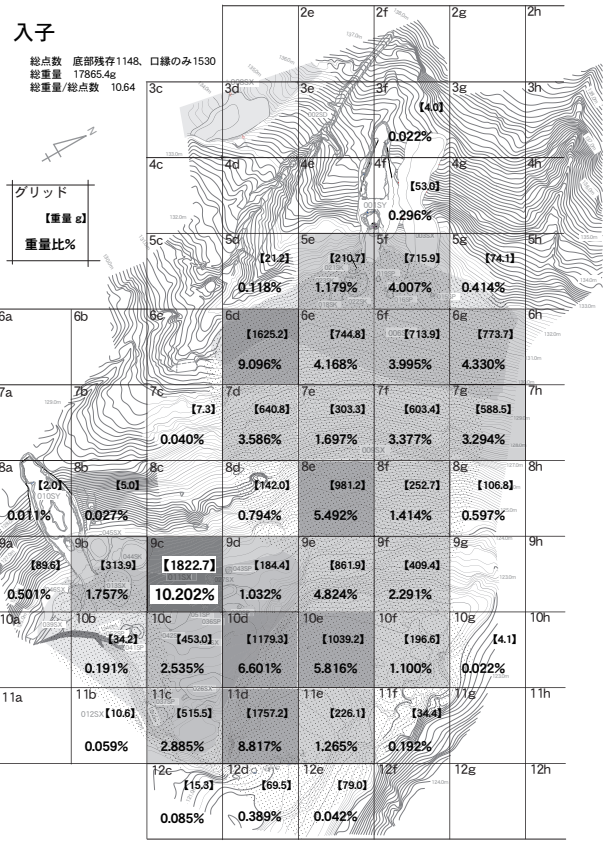 入子
総点数 底部残存1148、口縁のみ1530
総重量 17865.4g
総重量/総点数 10.64
N
グリッド
【重量 g】
重量比%
2e 2f 2g 2h
3c 3d 3e 3f 3g 3h
【4.0】
0.022%
4c 4d 4e 4f 4g 4h
【53.0】
001SY
0.296%
5c 5d 5e 5f 5g 5h
【21.2】 【210.7】 【715.9】 【74.1】
0.118% 1.179% 4.007% 0.414%
6a 6b 6c 6d 6e 6f 6g 6h
【1625.2】 【744.8】 【713.9】 【773.7】
9.096% 4.168% 3.995% 4.330%
7a 7b 7c 7d 7e 7f 7g 7h
【7.3】 【640.8】 【303.3】 【603.4】 【588.5】
0.040% 3.586% 1.697% 3.377% 3.294%
8a 8b 8c 8d 8e 8f 8g 8h
【2.0】 【5.0】 【142.0】 【981.2】 【252.7】 【106.8】
010SY
0.011% 0.027% 0.794% 5.492% 1.414% 0.597%
9a 9b 9c 9d 9e 9f 9g 9h
【89.6】 【313.9】 【1822.7】 【184.4】 【861.9】 【409.4】
0.501% 1.757% 10.202% 1.032% 4.824% 2.291%
10a 10b 10c 10d 10e 10f 10g 10h
【34.2】 【453.0】 【1179.3】 【1039.2】 【196.6】 【4.1】
0.191% 2.535% 6.601% 5.816% 1.100% 0.022%
11a 11b 11c 11d 11e 11f 11g 11h
012SX 【10.6】 【515.5】 【1757.2】 【226.1】 【34.4】
0.059% 2.885% 8.817% 1.265% 0.192%
12c 12d 12e 12f 12g 12h
【15.3】 【69.5】 【79.0】
0.085% 0.389% 0.042%